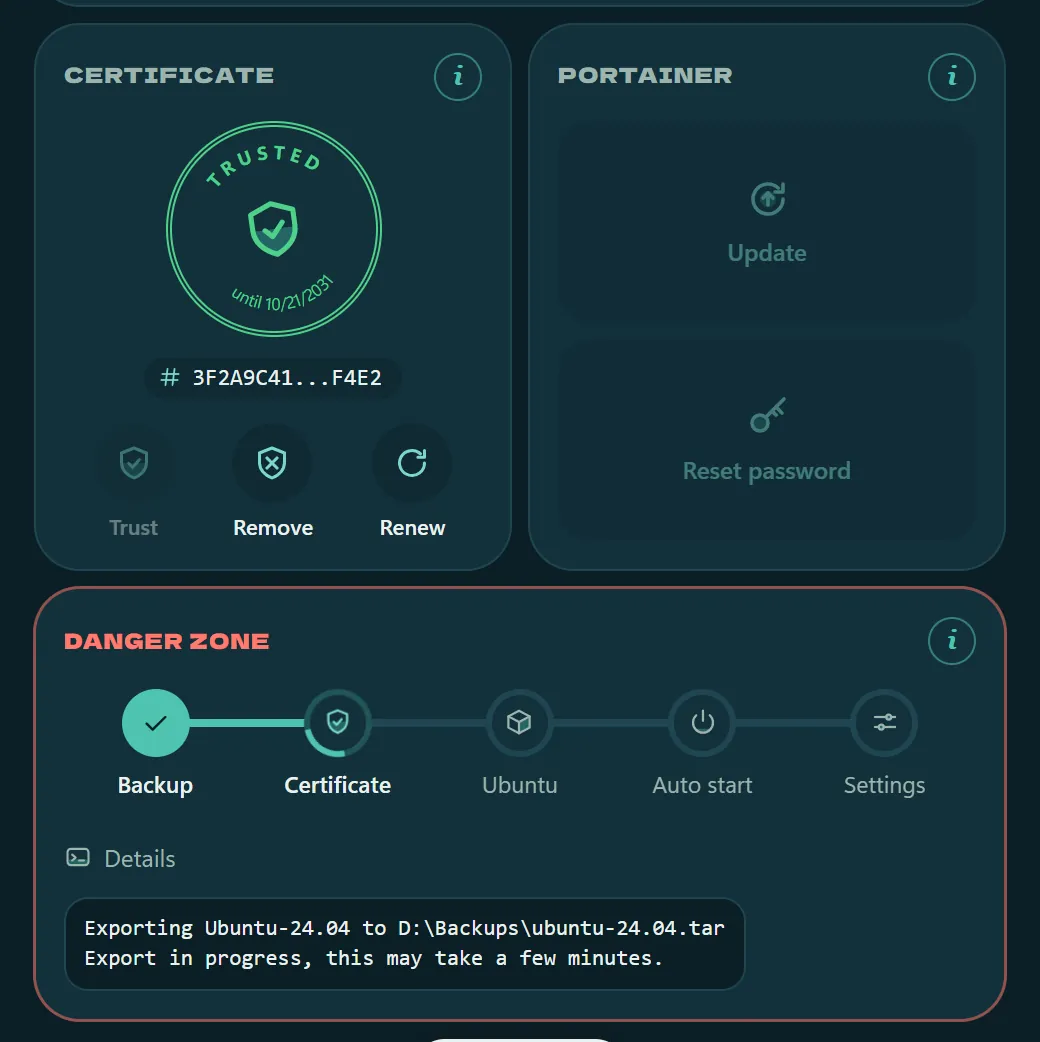 CERTIFICATE
i
TRUSTED
until 10/21/2031
# 3F2A9C41...F4E2
Trust
Remove
Renew
PORTAINER
i
Update
Reset password
DANGER ZONE
i
Backup
Certificate
Ubuntu
Auto start
Settings
Details
Exporting Ubuntu-24.04 to D:\Backups\ubuntu-24.04.tar
Export in progress, this may take a few minutes.